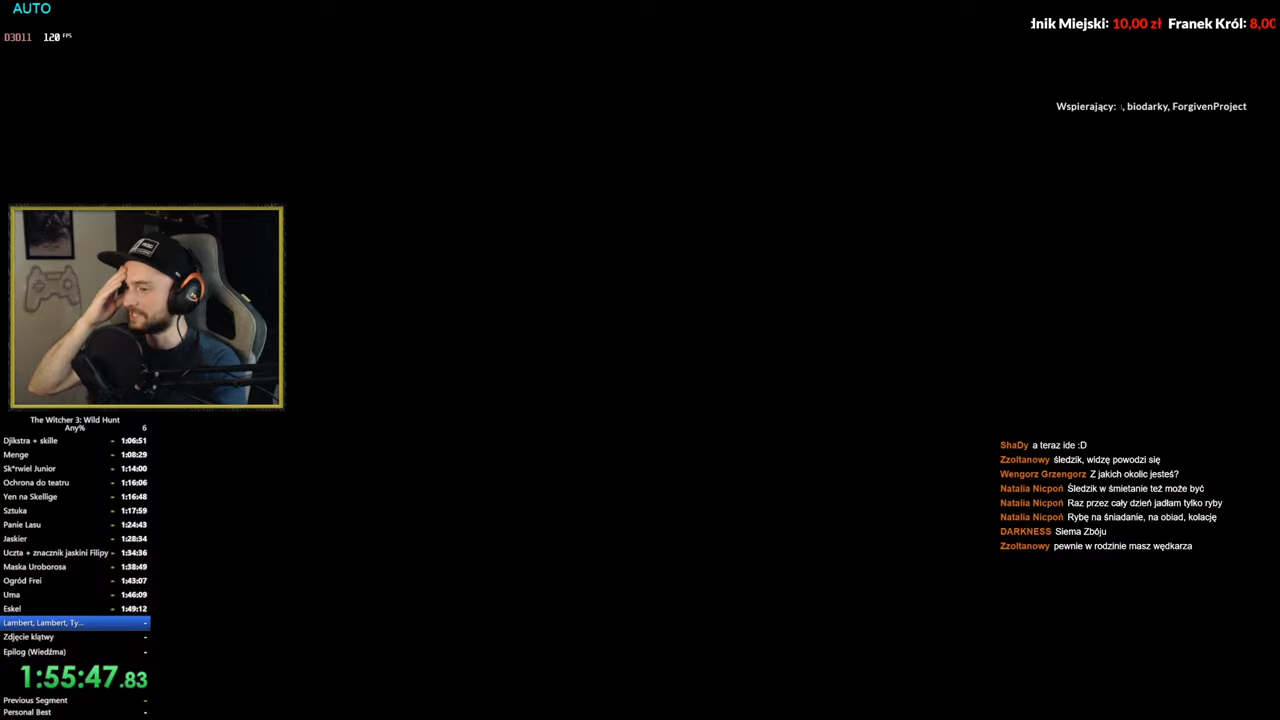 AUTO
D3D11 120 FPS
dnik Miejski: 10,00 zł Franek Król: 8,00
Wspierający: , biodarky, ForgivenProject
The Witcher 3: Wild Hunt
Any% 6
Djikstra + skille - 1:06:51
Menge - 1:08:29
Sk*rwiel Junior - 1:14:00
Ochrona do teatru - 1:16:06
Yen na Skellige - 1:16:48
Sztuka - 1:17:59
Panie Lasu - 1:24:43
Jaskier - 1:28:34
Uczta + znacznik jaskini Filipy - 1:34:36
Maska Uroborosa - 1:38:49
Ogród Frei - 1:43:07
Uma - 1:46:09
Eskel - 1:49:12
Lambert, Lambert, Ty... -
Zdjęcie klątwy -
Epilog (Wiedźma) -
1:55:47.83
Previous Segment -
Personal Best -
ShaDy a teraz ide :D
Zzoltanowy śledzik, widzę powodzi się
Wengorz Grzengorz Z jakich okolic jesteś?
Natalia Nicpoń Śledzik w śmietanie też może być
Natalia Nicpoń Raz przez cały dzień jadłam tylko ryby
Natalia Nicpoń Rybę na śniadanie, na obiad, kolację
DARKNESS Siema Zbóju
Zzoltanowy pewnie w rodzinie masz wędkarza